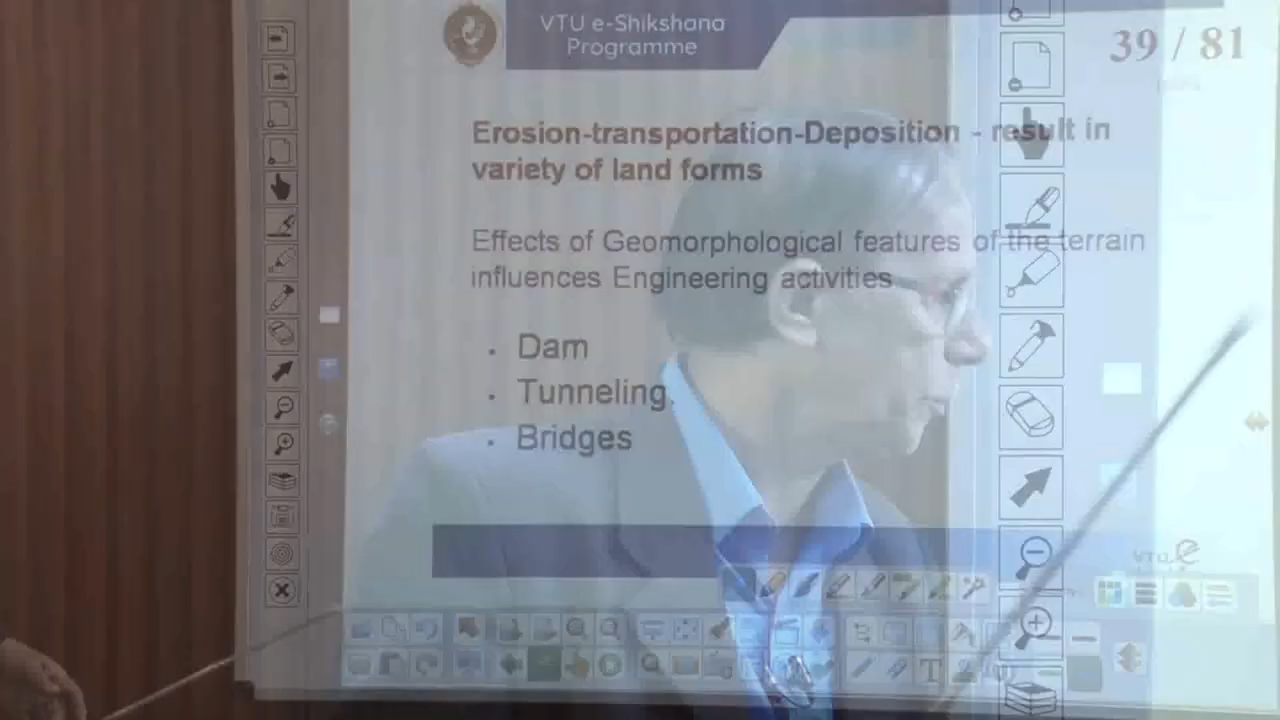 VTU e-Shikshana
Programme
39 / 81
Erosion-transportation-Deposition - result in
variety of land forms
Effects of Geomorphological features of the terrain
influences Engineering activities
• Dam
• Tunneling
• Bridges
VTU e
T